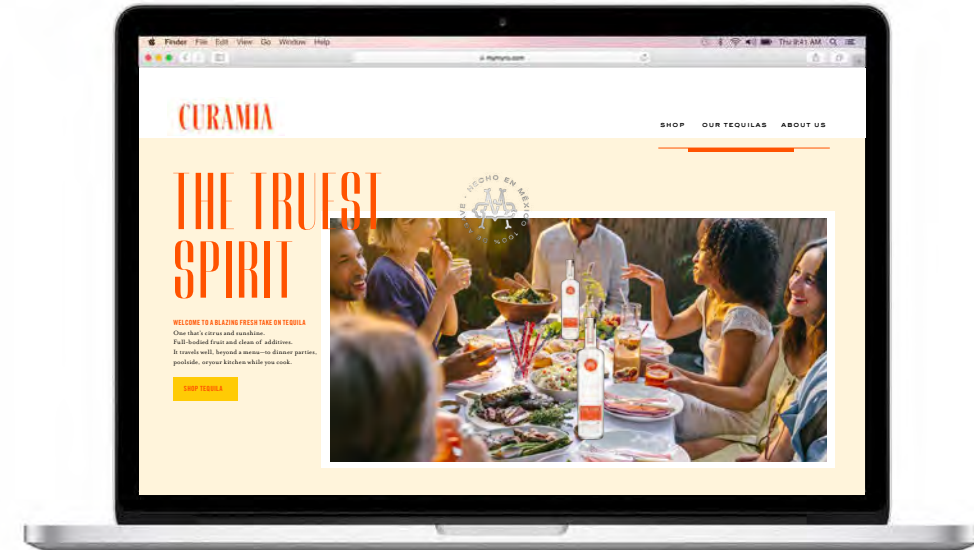 Finder File Edit View Go Window Help
Thu 9:41 AM
mymyro.com
CURAMIA
SHOP OUR TEQUILAS ABOUT US
THE TRUEST
SPIRIT
HECHO EN MÉXICO
WELCOME TO A BLAZING FRESH TAKE ON TEQUILA
One that's citrus and sunshine.
Full-bodied fruit and clean of additives.
It travels well, beyond a menu—to dinner parties,
poolside, oryour kitchen while you cook.
SHOP TEQUILA